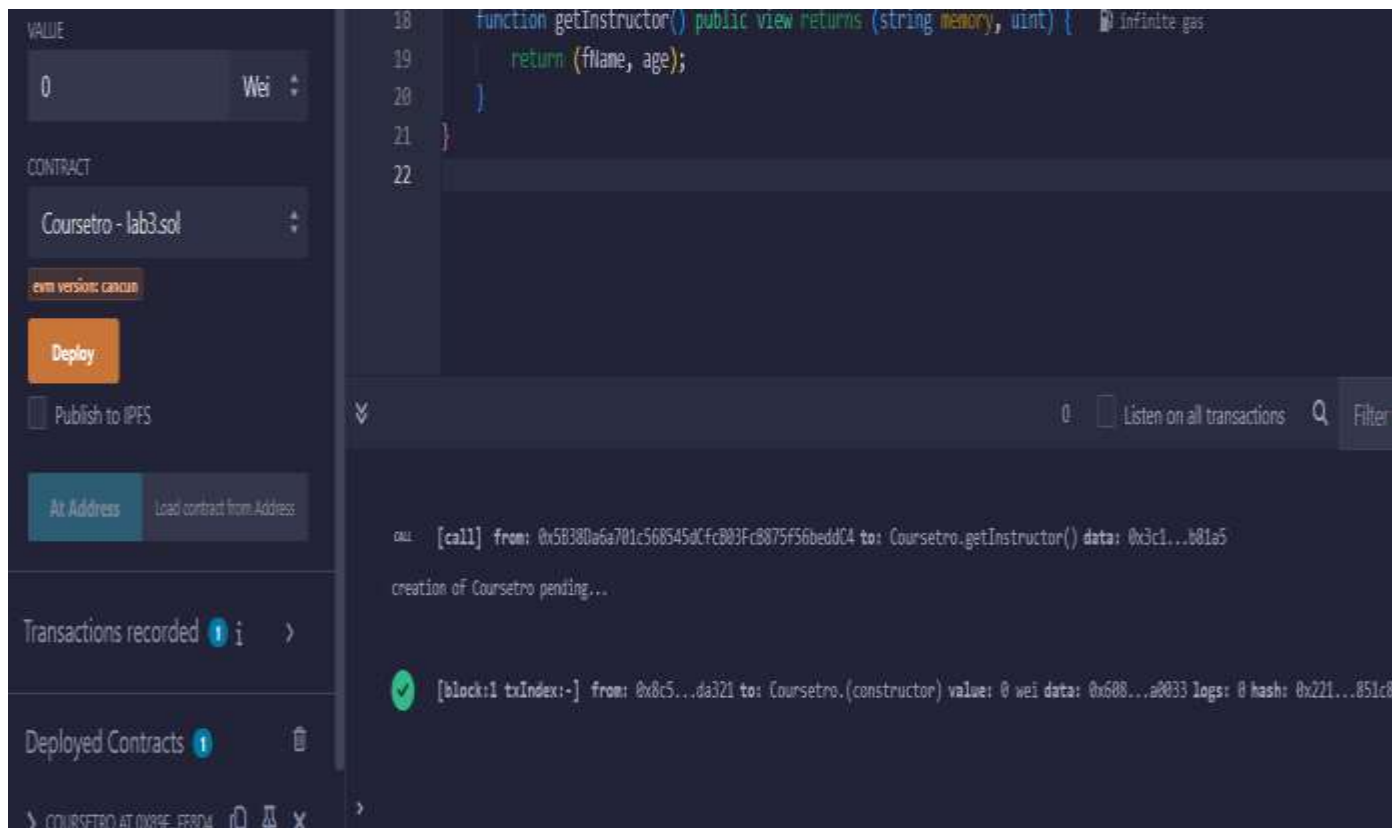 VALUE
0 Wei
CONTRACT
Coursetro - lab3.sol
evm version: cancun
Deploy
Publish to IPFS
At Address Load contract from Address
Transactions recorded 1 i
Deployed Contracts 1
COURSETRO AT
18 function getInstructor() public view returns (string memory, uint) { infinite gas
19 return (fName, age);
20 }
21 }
22
0 Listen on all transactions Filter
CALL [call] from: 0x5B38Da6a701c568545dCfcB03FcB875f56beddC4 to: Coursetro.getInstructor() data: 0x3c1...b81a5
creation of Coursetro pending...
[block:1 txIndex:-] from: 0x8c5...da321 to: Coursetro.(constructor) value: 0 wei data: 0x608...a0033 logs: 0 hash: 0x221...851c8
>